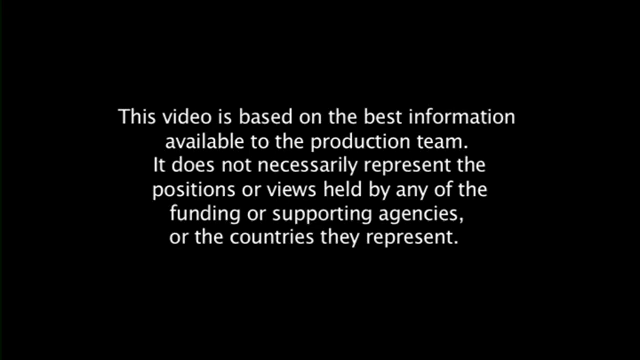 This video is based on the best information
available to the production team.
It does not necessarily represent the
positions or views held by any of the
funding or supporting agencies,
or the countries they represent.